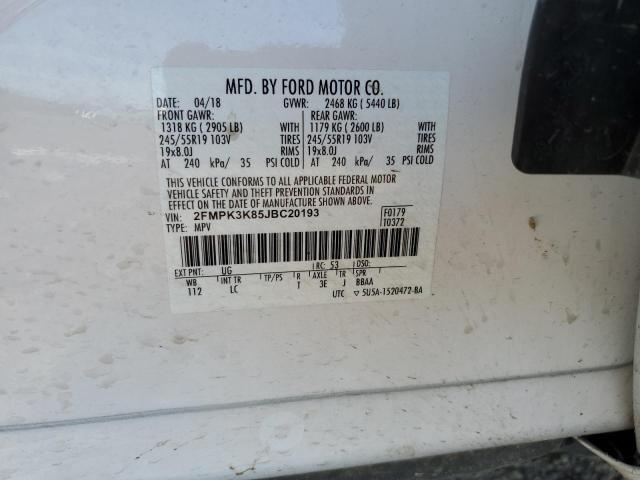 MFD. BY FORD MOTOR CO.
DATE: 04/18 GVWR: 2468 KG ( 5440 LB)
FRONT GAWR: REAR GAWR:
1318 KG ( 2905 LB) WITH 1179 KG ( 2600 LB) WITH
245/55R19 103V TIRES 245/55R19 103V TIRES
19x8.0J RIMS 19x8.0J RIMS
AT 240 kPa/ 35 PSI COLD AT 240 kPa/ 35 PSI COLD
THIS VEHICLE CONFORMS TO ALL APPLICABLE FEDERAL MOTOR
VEHICLE SAFETY AND THEFT PREVENTION STANDARDS IN
EFFECT ON THE DATE OF MANUFACTURE SHOWN ABOVE.
VIN: 2FMPK3K85JBC20193 F0179
TYPE: MPV T0372
EXT PNT: UG RC: 53 DSO:
WB INT TR TP/PS R AXLE TR SPR
112 LC T 3E J BBAA
UTC ▽ 5U5A-1520472-BA